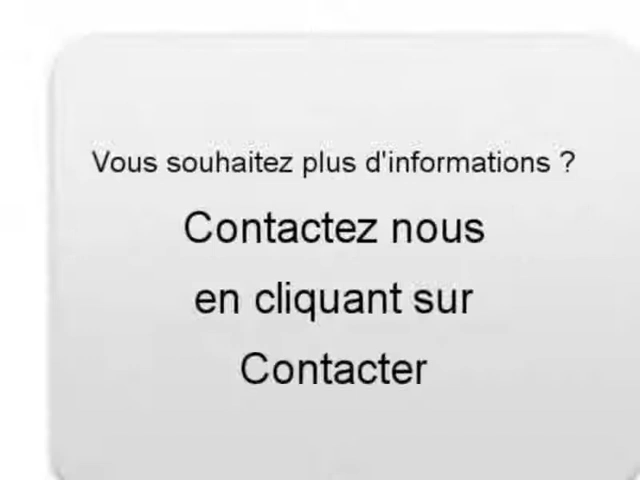 Vous souhaitez plus d'informations ?
Contactez nous
en cliquant sur
Contacter